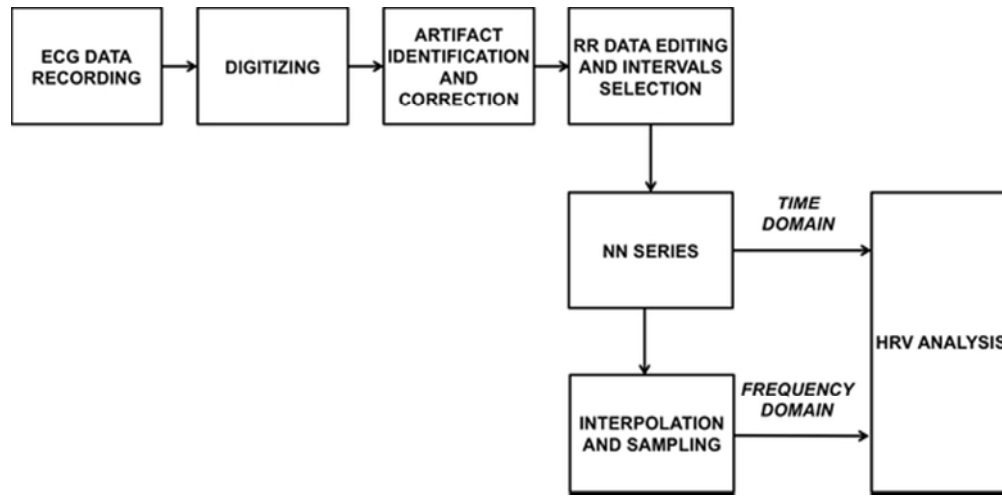 ECG DATA
RECORDING
DIGITIZING
ARTIFACT
IDENTIFICATION
AND
CORRECTION
RR DATA EDITING
AND INTERVALS
SELECTION
NN SERIES
TIME
DOMAIN
INTERPOLATION
AND SAMPLING
FREQUENCY
DOMAIN
HRV ANALYSIS